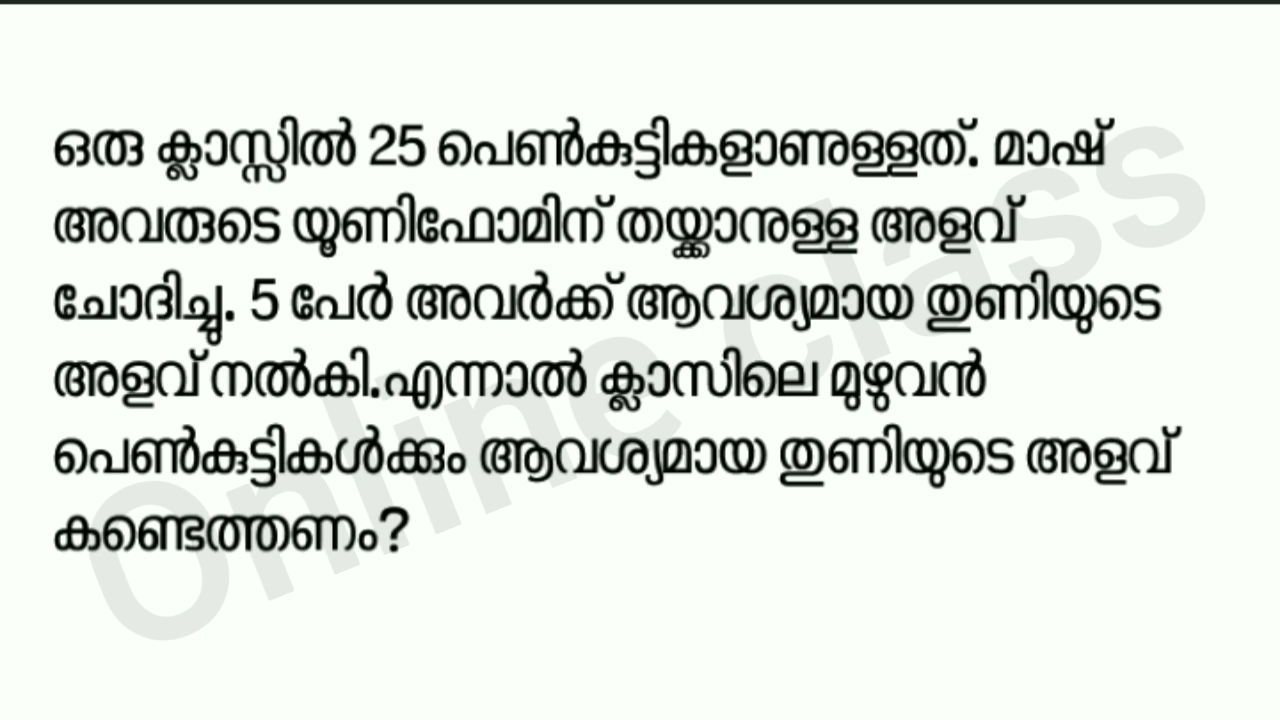 ഒരു ക്ലാസ്സിൽ 25 പെൺകുട്ടികളാണുള്ളത്. മാഷ്
അവരുടെ യൂണിഫോമിന് തയ്ക്കാനുള്ള അളവ്
ചോദിച്ചു. 5 പേർ അവർക്ക് ആവശ്യമായ തുണിയുടെ
അളവ് നൽകി.എന്നാൽ ക്ലാസിലെ മുഴുവൻ
പെൺകുട്ടികൾക്കും ആവശ്യമായ തുണിയുടെ അളവ്
കണ്ടെത്തണം?
Online class